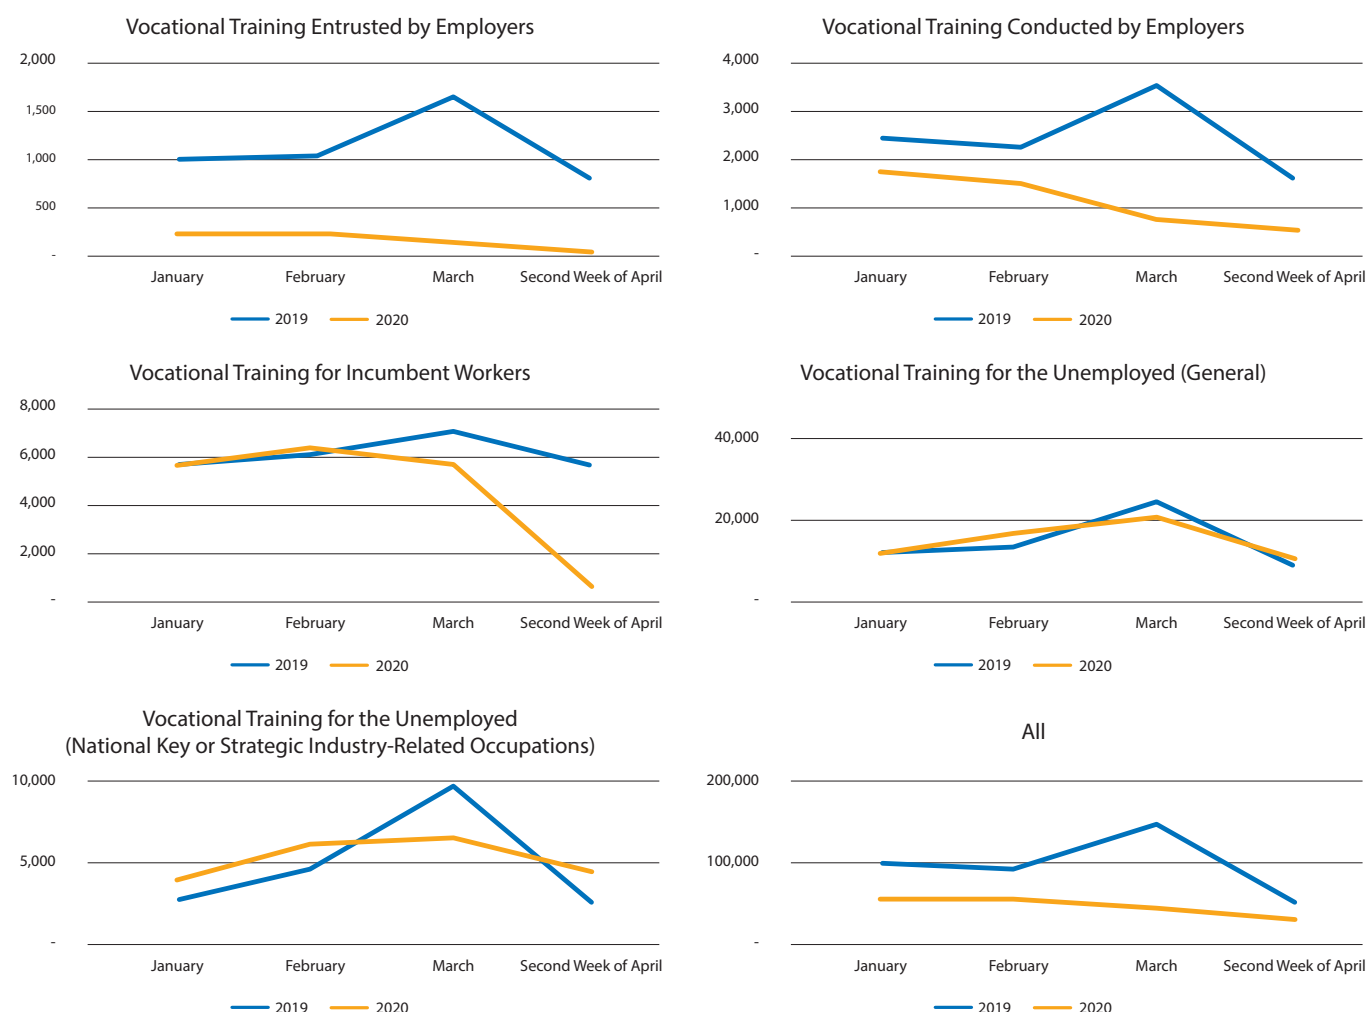 Vocational Training Entrusted by Employers
2,000
1,500
1,000
500
-
January February March Second Week of April
2019 2020
Vocational Training Conducted by Employers
4,000
3,000
2,000
1,000
-
January February March Second Week of April
2019 2020
Vocational Training for Incumbent Workers
8,000
6,000
4,000
2,000
-
January February March Second Week of April
2019 2020
Vocational Training for the Unemployed (General)
40,000
20,000
-
January February March Second Week of April
2019 2020
Vocational Training for the Unemployed
(National Key or Strategic Industry-Related Occupations)
10,000
5,000
-
January February March Second Week of April
2019 2020
All
200,000
100,000
-
January February March Second Week of April
2019 2020